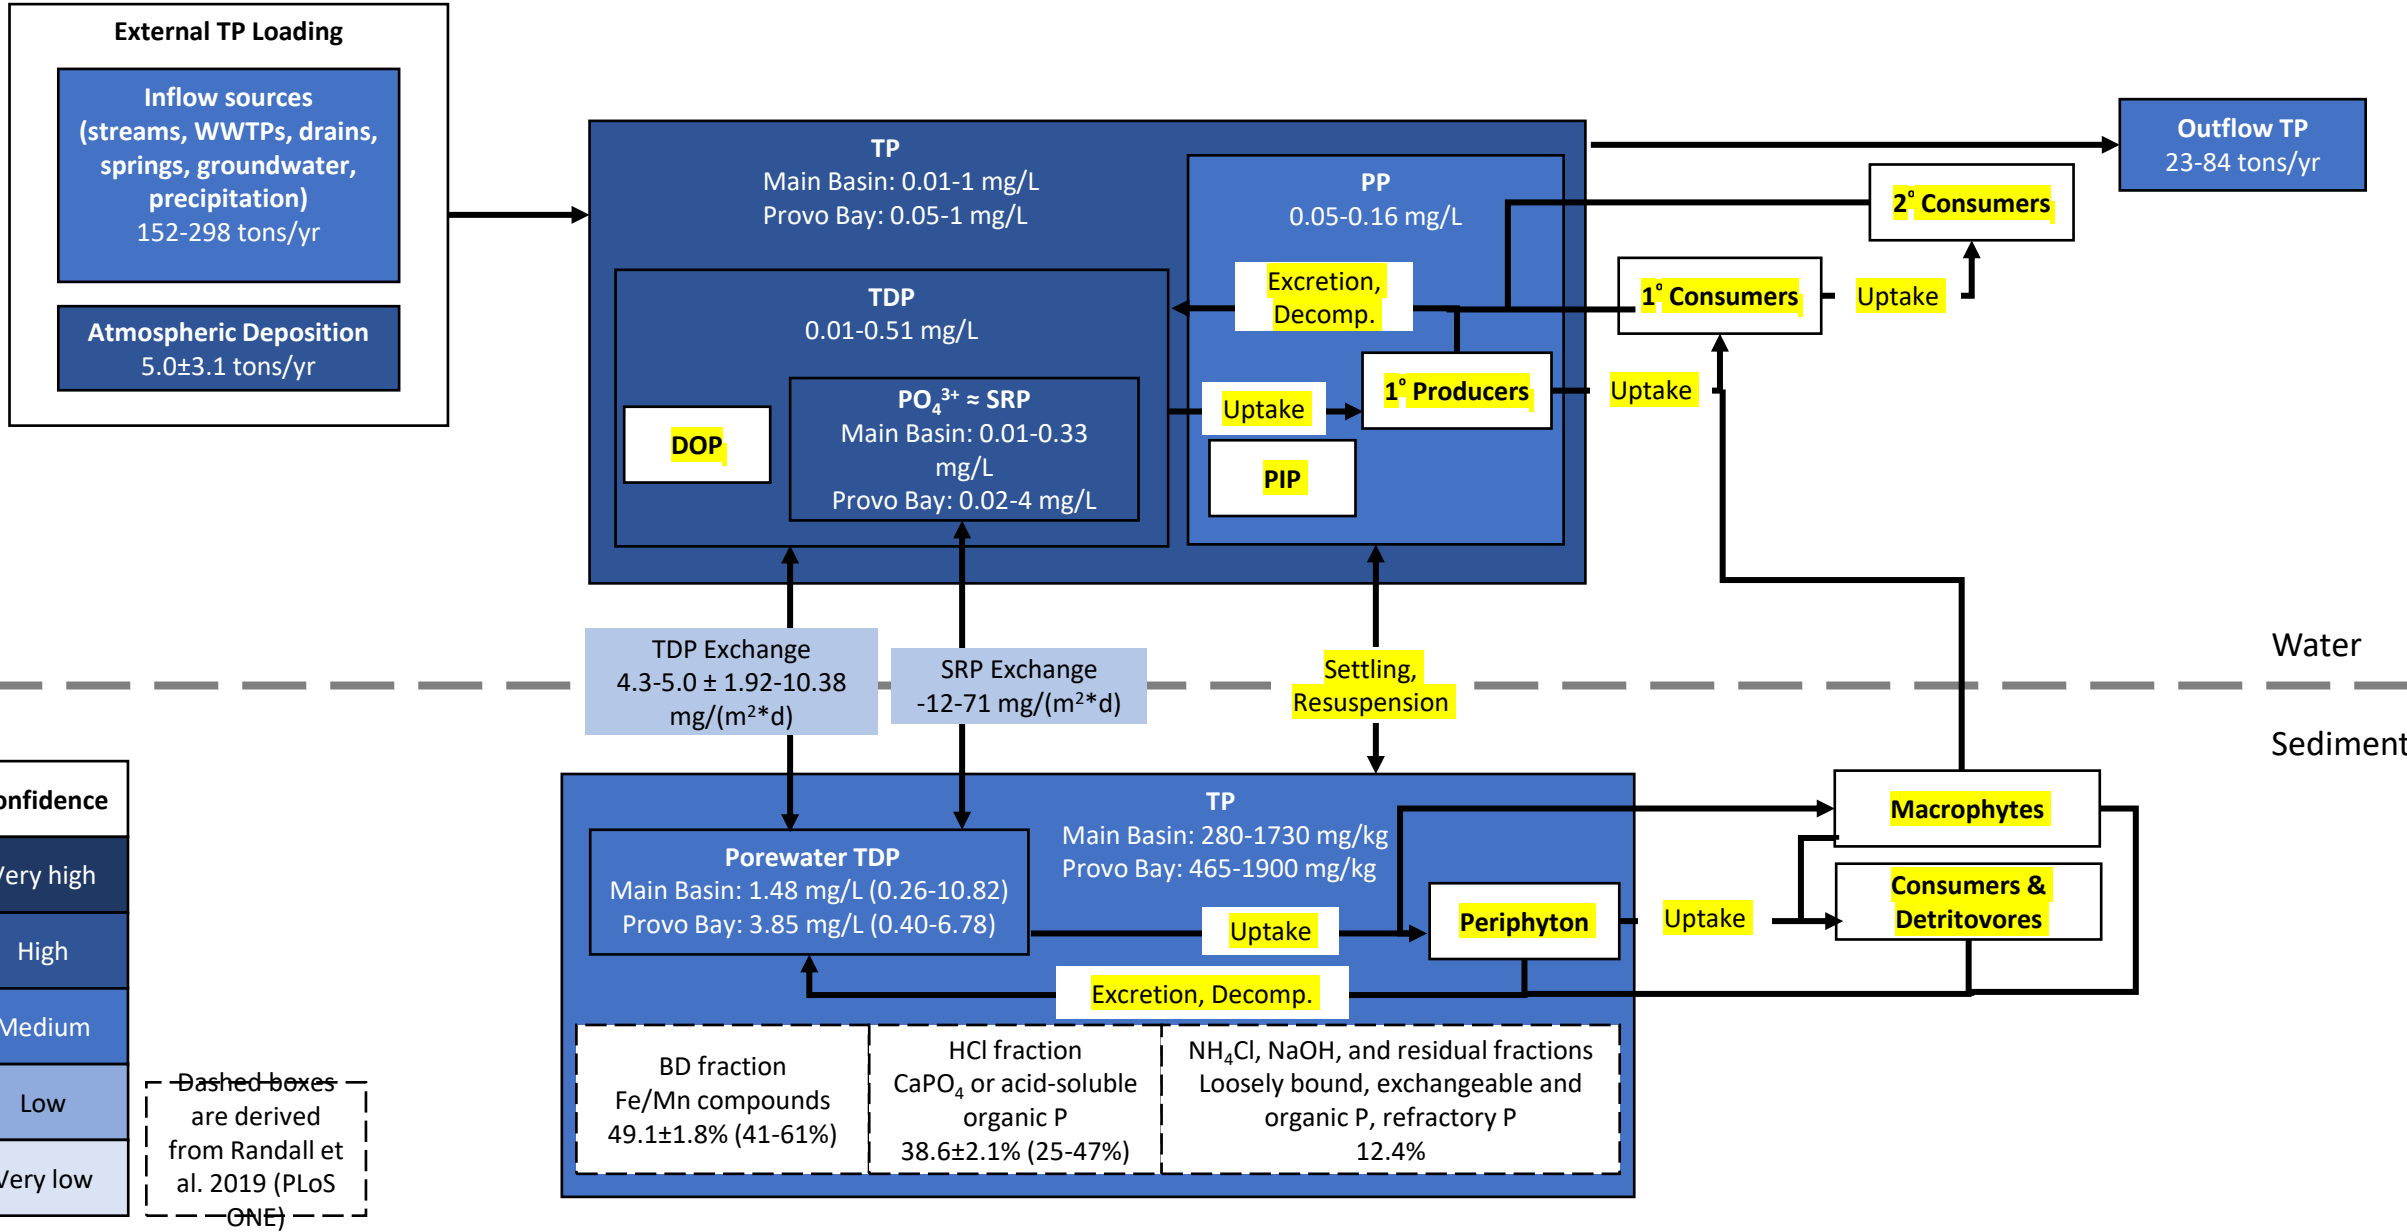 External TP Loading
Inflow sources
(streams, WWTPs, drains,
springs, groundwater,
precipitation)
152-298 tons/yr
Atmospheric Deposition
5.0±3.1 tons/yr
TP
Main Basin: 0.01-1 mg/L
Provo Bay: 0.05-1 mg/L
TDP
0.01-0.51 mg/L
DOP
PO₄³⁺ ≈ SRP
Main Basin: 0.01-0.33
mg/L
Provo Bay: 0.02-4 mg/L
PP
0.05-0.16 mg/L
Excretion,
Decomp.
Uptake
1º Producers
PIP
Uptake
1º Consumers
Uptake
2º Consumers
Outflow TP
23-84 tons/yr
TDP Exchange
4.3-5.0 ± 1.92-10.38
mg/(m²*d)
SRP Exchange
-12-71 mg/(m²*d)
Settling,
Resuspension
Water
Sediment
TP
Main Basin: 280-1730 mg/kg
Provo Bay: 465-1900 mg/kg
Porewater TDP
Main Basin: 1.48 mg/L (0.26-10.82)
Provo Bay: 3.85 mg/L (0.40-6.78)
Uptake
Periphyton
Uptake
Macrophytes
Consumers &
Detritovores
Excretion, Decomp.
BD fraction
Fe/Mn compounds
49.1±1.8% (41-61%)
HCl fraction
CaPO₄ or acid-soluble
organic P
38.6±2.1% (25-47%)
NH₄Cl, NaOH, and residual fractions
Loosely bound, exchangeable and
organic P, refractory P
12.4%
onfidence
Very high
High
Medium
Low
Very low
Dashed boxes
are derived
from Randall et
al. 2019 (PLoS
ONE)